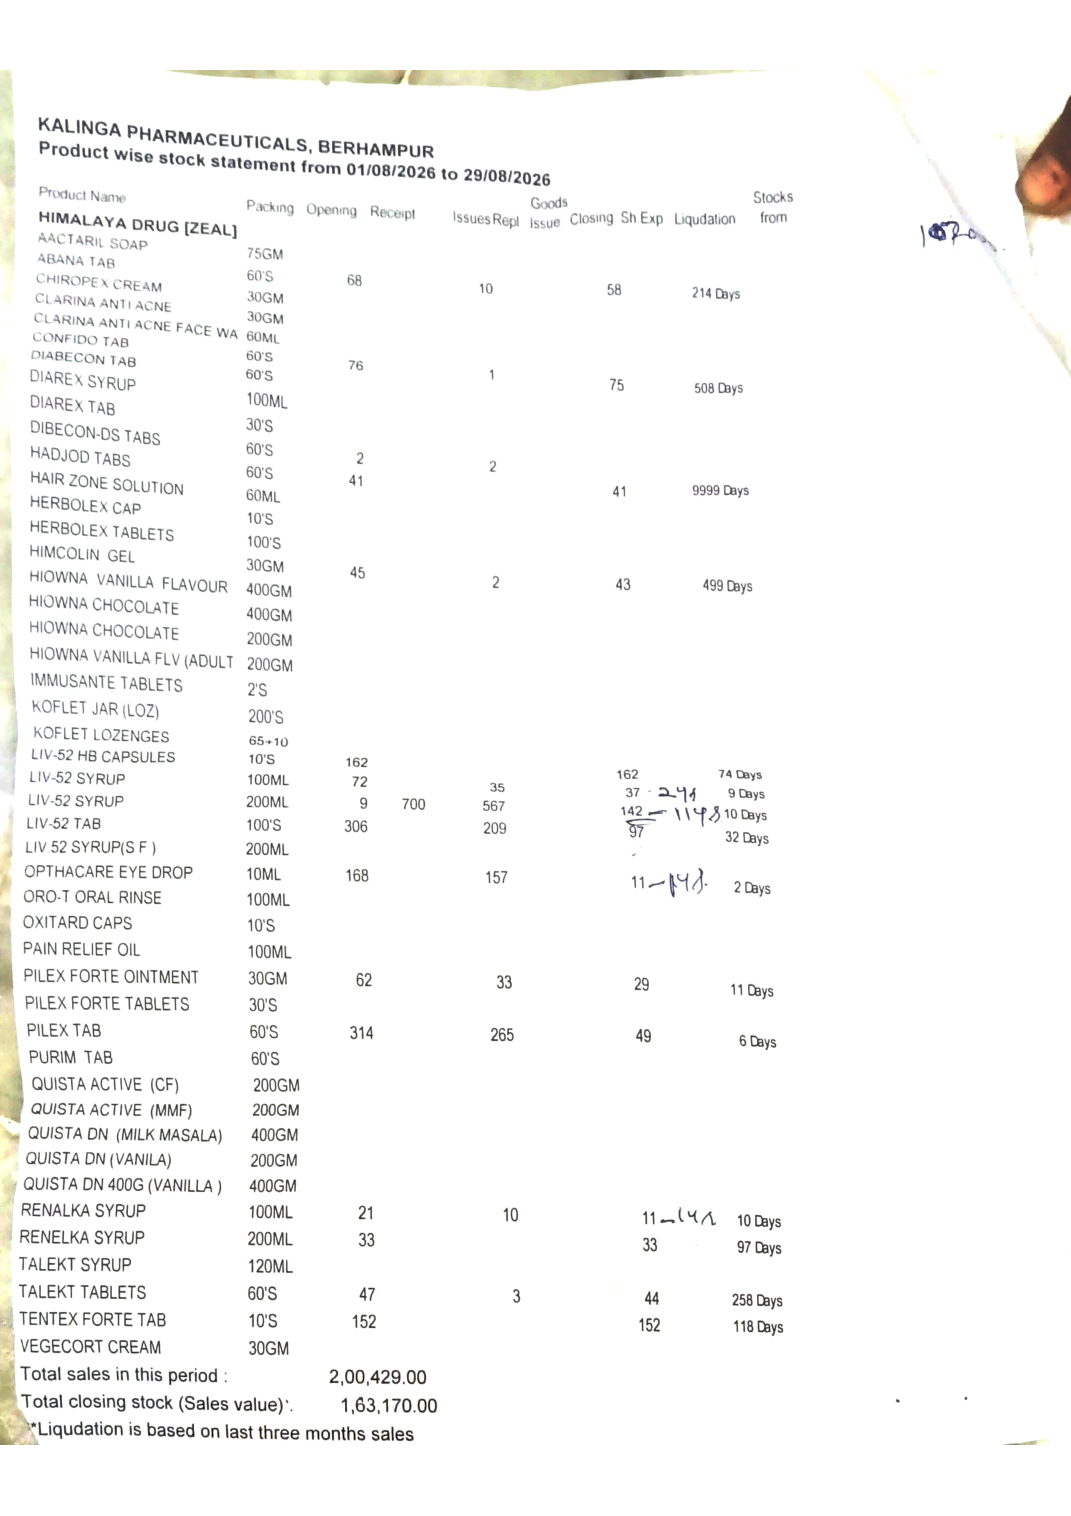 KALINGA PHARMACEUTICALS, BERHAMPUR
Product wise stock statement from 01/08/2026 to 29/08/2026
Product Name Packing Opening Receipt Issues Repl Goods Issue Closing Sh Exp Liqudation Stocks from
HIMALAYA DRUG [ZEAL]
AACTARIL SOAP 75GM
ABANA TAB 60'S 68 10 58 214 Days
CHIROPEX CREAM 30GM
CLARINA ANTI ACNE 30GM
CLARINA ANTI ACNE FACE WA 60ML
CONFIDO TAB 60'S 76 1 75 508 Days
DIABECON TAB 60'S
DIAREX SYRUP 100ML
DIAREX TAB 30'S
DIBECON-DS TABS 60'S 2 2
HADJOD TABS 60'S 41 41 9999 Days
HAIR ZONE SOLUTION 60ML
HERBOLEX CAP 10'S
HERBOLEX TABLETS 100'S
HIMCOLIN GEL 30GM 45 2 43 499 Days
HIOWNA VANILLA FLAVOUR 400GM
HIOWNA CHOCOLATE 400GM
HIOWNA CHOCOLATE 200GM
HIOWNA VANILLA FLV (ADULT 200GM
IMMUSANTE TABLETS 2'S
KOFLET JAR (LOZ) 200'S
KOFLET LOZENGES 65+10
LIV-52 HB CAPSULES 10'S 162 162 74 Days
LIV-52 SYRUP 100ML 72 35 37 9 Days
LIV-52 SYRUP 200ML 9 700 567 142 10 Days
LIV-52 TAB 100'S 306 209 97 32 Days
LIV 52 SYRUP(S F ) 200ML
OPTHACARE EYE DROP 10ML 168 157 11 2 Days
ORO-T ORAL RINSE 100ML
OXITARD CAPS 10'S
PAIN RELIEF OIL 100ML
PILEX FORTE OINTMENT 30GM 62 33 29 11 Days
PILEX FORTE TABLETS 30'S
PILEX TAB 60'S 314 265 49 6 Days
PURIM TAB 60'S
QUISTA ACTIVE (CF) 200GM
QUISTA ACTIVE (MMF) 200GM
QUISTA DN (MILK MASALA) 400GM
QUISTA DN (VANILA) 200GM
QUISTA DN 400G (VANILLA ) 400GM
RENALKA SYRUP 100ML 21 10 11 10 Days
RENELKA SYRUP 200ML 33 33 97 Days
TALEKT SYRUP 120ML
TALEKT TABLETS 60'S 47 3 44 258 Days
TENTEX FORTE TAB 10'S 152 152 118 Days
VEGECORT CREAM 30GM
Total sales in this period : 2,00,429.00
Total closing stock (Sales value) : 1,63,170.00
*Liqudation is based on last three months sales